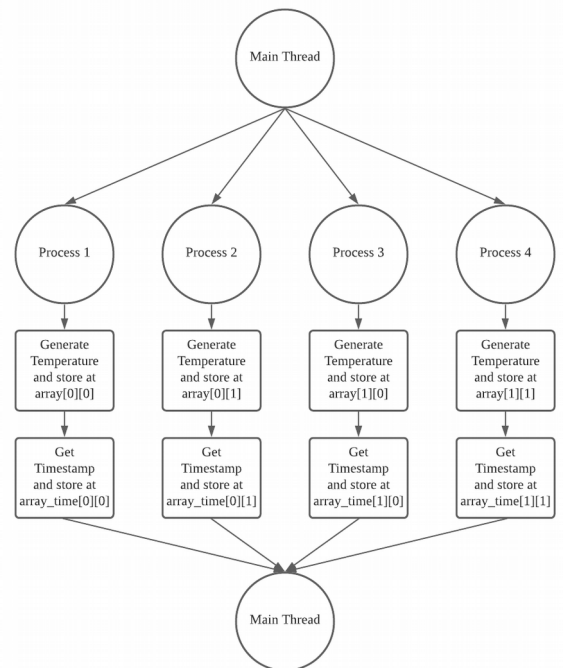 Main Thread
Process 1
Process 2
Process 3
Process 4
Generate
Temperature
and store at
array[0][0]
Generate
Temperature
and store at
array[0][1]
Generate
Temperature
and store at
array[1][0]
Generate
Temperature
and store at
array[1][1]
Get
Timestamp
and store at
array_time[0][0]
Get
Timestamp
and store at
array_time[0][1]
Get
Timestamp
and store at
array_time[1][0]
Get
Timestamp
and store at
array_time[1][1]
Main Thread